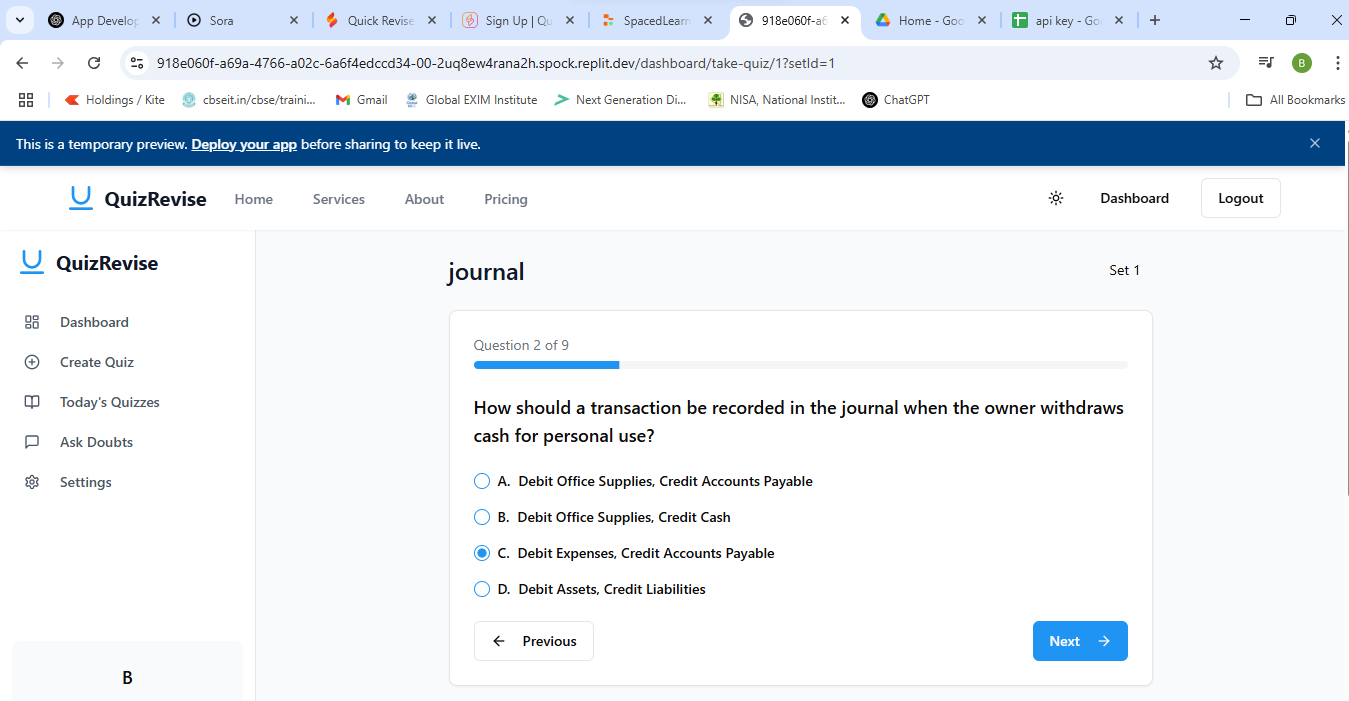 App Develop
Sora
Quick Revise
Sign Up | Qu
SpacedLearn
918e060f-a6
Home - Goo
api key - Go
918e060f-a69a-4766-a02c-6a6f4edccd34-00-2uq8ew4rana2h.spock.replit.dev/dashboard/take-quiz/1?setId=1
B
Holdings / Kite
cbseit.in/cbse/traini...
Gmail
Global EXIM Institute
Next Generation Di...
NISA, National Instit...
ChatGPT
All Bookmarks
This is a temporary preview. Deploy your app before sharing to keep it live.
QuizRevise
Home
Services
About
Pricing
Dashboard
Logout
QuizRevise
Dashboard
Create Quiz
Today's Quizzes
Ask Doubts
Settings
B
journal
Set 1
Question 2 of 9
How should a transaction be recorded in the journal when the owner withdraws
cash for personal use?
A. Debit Office Supplies, Credit Accounts Payable
B. Debit Office Supplies, Credit Cash
C. Debit Expenses, Credit Accounts Payable
D. Debit Assets, Credit Liabilities
Previous
Next